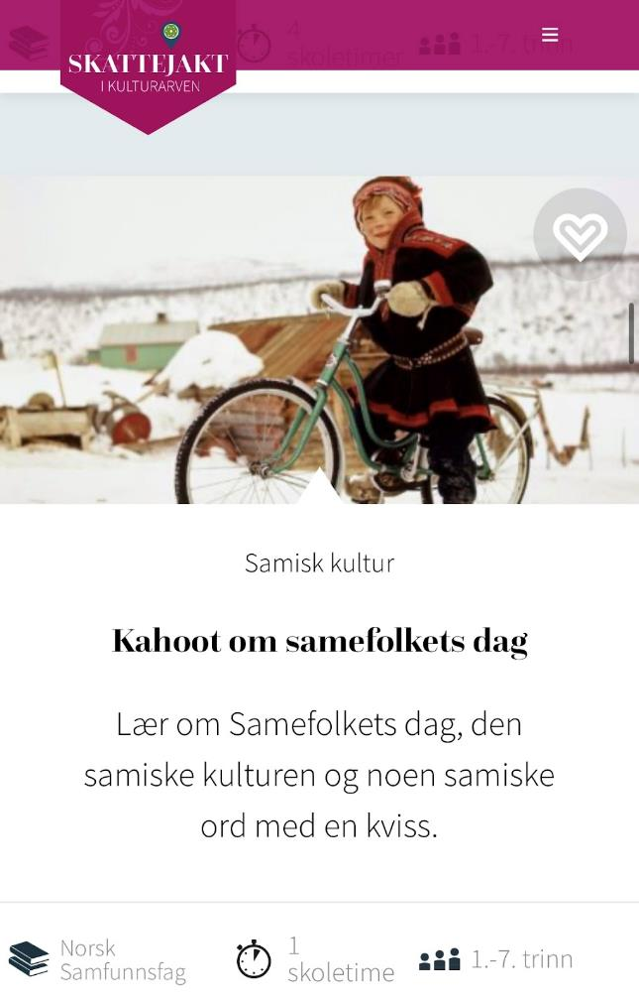 4
skoletimer
1.-7. trinn
SKATTEJAKT
I KULTURARVEN
Samisk kultur
Kahoot om samefolkets dag
Lær om Samefolkets dag, den
samiske kulturen og noen samiske
ord med en kviss.
Norsk
Samfunnsfag
1
skoletime
1.-7. trinn